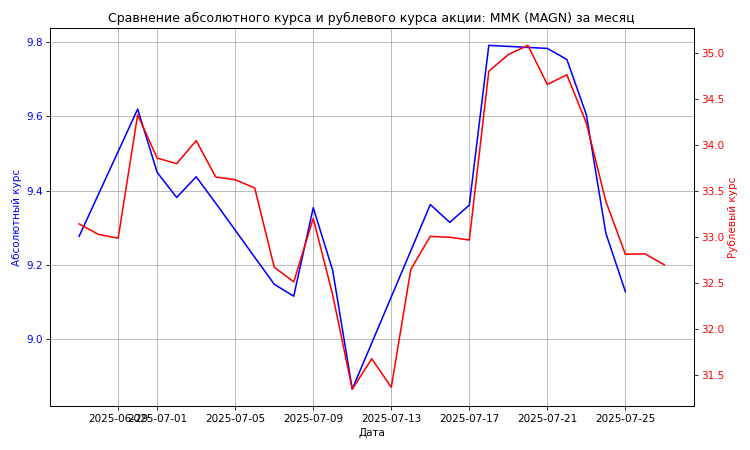 Сравнение абсолютного курса и рублевого курса акции: ММК (MAGN) за месяц
9.8
9.6
9.4
9.2
9.0
Абсолютный курс
35.0
34.5
34.0
33.5
33.0
32.5
32.0
31.5
Рублевый курс
2025-06-29 2025-07-01 2025-07-05 2025-07-09 2025-07-13 2025-07-17 2025-07-21 2025-07-25
Дата